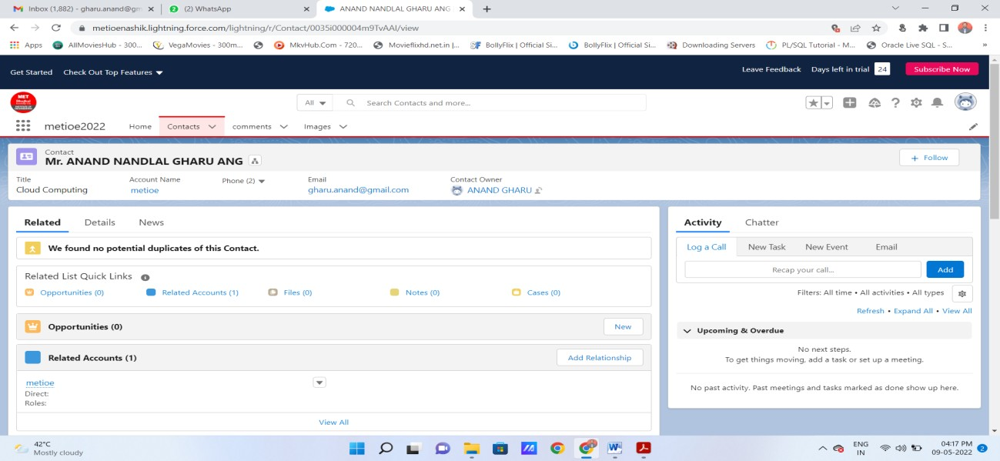 Inbox (1,882) - gharu.anand@gm
(2) WhatsApp
ANAND NANDLAL GHARU ANG
metioenashik.lightning.force.com/lightning/r/Contact/0035i000004m9TvAAI/view
Apps AllMoviesHub - 300... VegaMovies - 300m... MkvHub.Com - 720... Movieflixhd.net.in |... BollyFlix | Official Si... BollyFlix | Official Si... Downloading Servers PL/SQL Tutorial - M... Oracle Live SQL - S... »
Get Started Check Out Top Features Leave Feedback Days left in trial 24 Subscribe Now
MET
All Search Contacts and more...
metioe2022 Home Contacts comments Images
Contact
Mr. ANAND NANDLAL GHARU ANG
+ Follow
Title Account Name Phone (2) Email Contact Owner
Cloud Computing metioe gharu.anand@gmail.com ANAND GHARU
Related Details News
We found no potential duplicates of this Contact.
Related List Quick Links
Opportunities (0) Related Accounts (1) Files (0) Notes (0) Cases (0)
Opportunities (0) New
Related Accounts (1) Add Relationship
metioe
Direct:
Roles:
View All
Activity Chatter
Log a Call New Task New Event Email
Recap your call... Add
Filters: All time • All activities • All types
Refresh • Expand All • View All
Upcoming & Overdue
No next steps.
To get things moving, add a task or set up a meeting.
No past activity. Past meetings and tasks marked as done show up here.
42°C
Mostly cloudy
ENG
IN
04:17 PM
09-05-2022
2